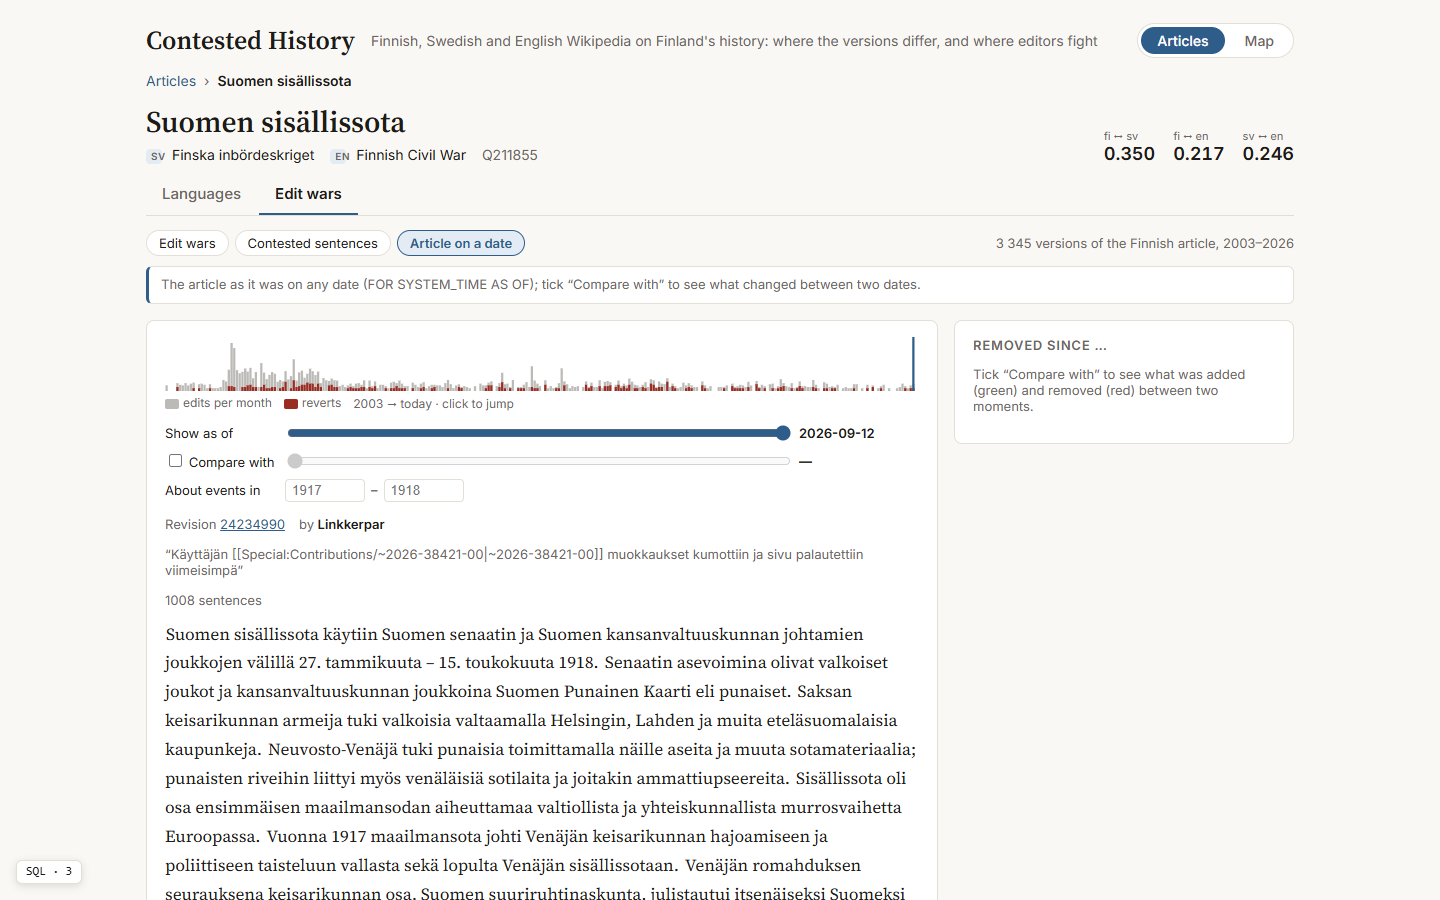 Contested History
Finnish, Swedish and English Wikipedia on Finland's history: where the versions differ, and where editors fight
Articles Map
Articles › Suomen sisällissota
Suomen sisällissota
SV Finska inbördeskriget EN Finnish Civil War Q211855
fi ↔ sv fi ↔ en sv ↔ en
0.350 0.217 0.246
Languages Edit wars
Edit wars Contested sentences Article on a date
3 345 versions of the Finnish article, 2003–2026
The article as it was on any date (FOR SYSTEM_TIME AS OF); tick “Compare with” to see what changed between two dates.
edits per month reverts 2003 → today · click to jump
Show as of 2026-09-12
Compare with —
About events in 1917 – 1918
Revision 24234990 by Linkkerpar
“Käyttäjän [[Special:Contributions/~2026-38421-00|~2026-38421-00]] muokkaukset kumottiin ja sivu palautettiin
viimeisimpä”
1008 sentences
Suomen sisällissota käytiin Suomen senaatin ja Suomen kansanvaltuuskunnan johtamien
joukkojen välillä 27. tammikuuta – 15. toukokuuta 1918. Senaatin asevoimina olivat valkoiset
joukot ja kansanvaltuuskunnan joukkoina Suomen Punainen Kaarti eli punaiset. Saksan
keisarikunnan armeija tuki valkoisia valtaamalla Helsingin, Lahden ja muita eteläsuomalaisia
kaupunkeja. Neuvosto-Venäjä tuki punaisia toimittamalla näille aseita ja muuta sotamateriaalia;
punaisten riveihin liittyi myös venäläisiä sotilaita ja joitakin ammattiupseereita. Sisällissota oli
osa ensimmäisen maailmansodan aiheuttamaa valtiollista ja yhteiskunnallista murrosvaihetta
Euroopassa. Vuonna 1917 maailmansota johti Venäjän keisarikunnan hajoamiseen ja
poliittiseen taisteluun vallasta sekä lopulta Venäjän sisällissotaan. Venäjän romahduksen
seurauksena keisarikunnan osa, Suomen suuriruhtinaskunta, julistautui itsenäiseksi Suomeksi
REMOVED SINCE …
Tick “Compare with” to see what was added
(green) and removed (red) between two
moments.
SQL · 3